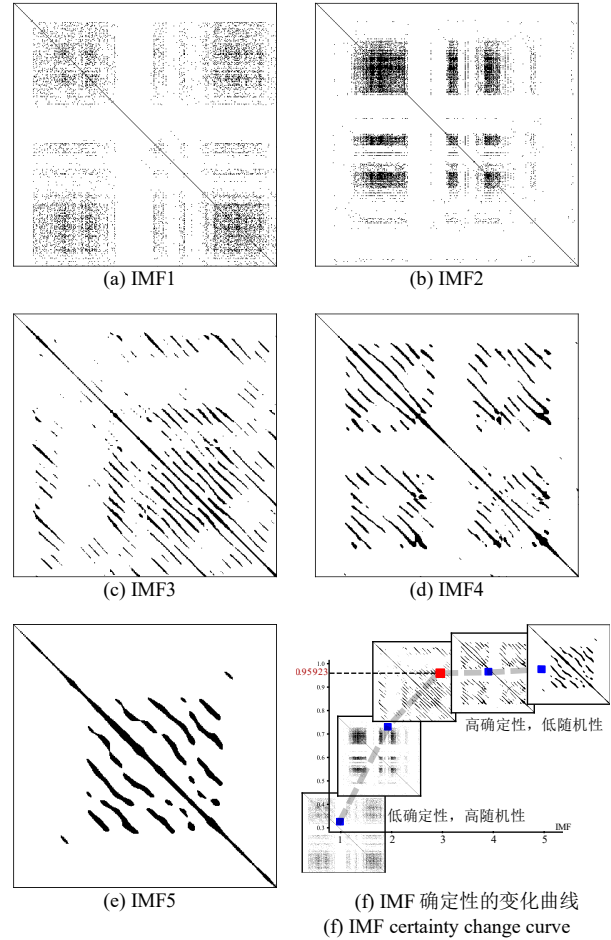 (a) IMF1
(b) IMF2
(c) IMF3
(d) IMF4
(e) IMF5
1.0
0.95923
0.9
0.8
0.7
0.6
0.5
0.4
0.3
高确定性，低随机性
低确定性，高随机性
IMF
1 2 3 4 5
(f) IMF 确定性的变化曲线
(f) IMF certainty change curve